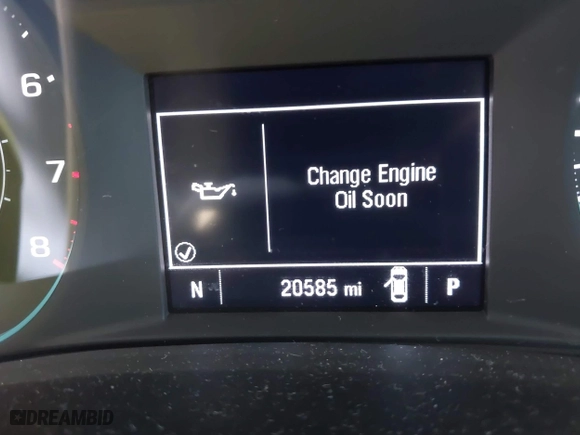 6
7
8
Change Engine
Oil Soon
N 20585 mi P
DREAMBID